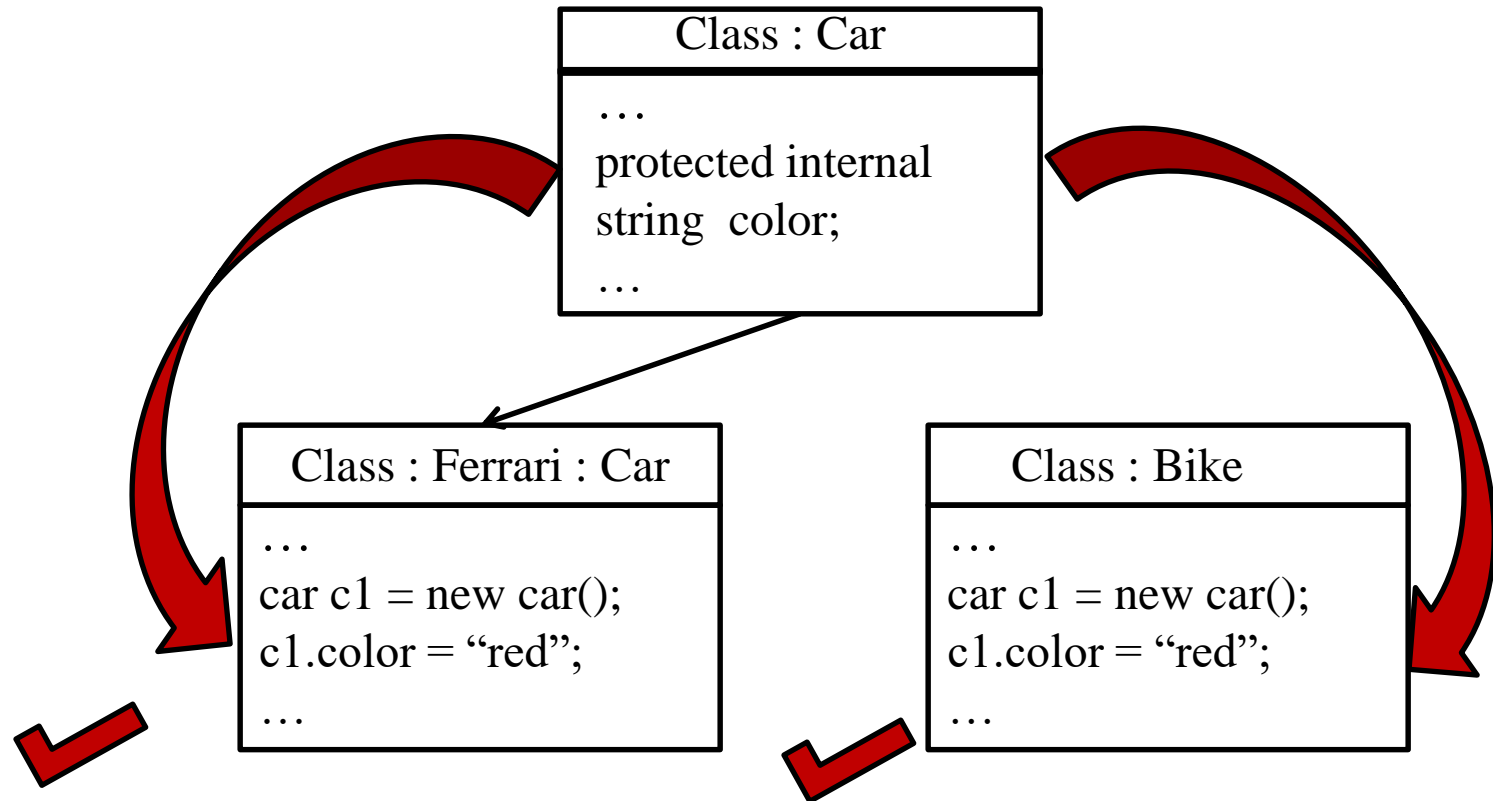 Class : Car
…
protected internal
string color;
…
Class : Ferrari : Car
…
car c1 = new car();
c1.color = “red”;
…
Class : Bike
…
car c1 = new car();
c1.color = “red”;
…